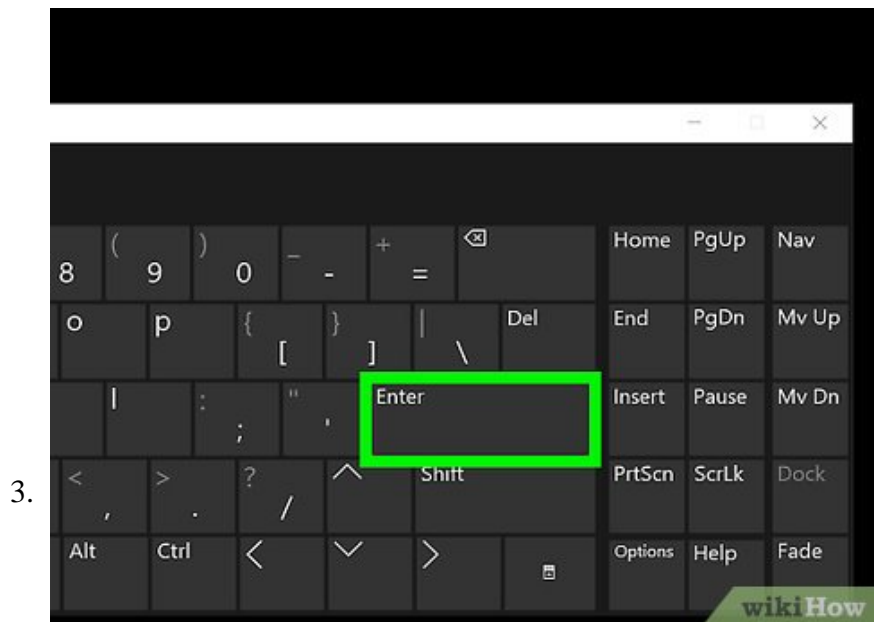 ( ) _ +
8 9 0 - = Home PgUp Nav
o p { [ } ] | \ Del End PgDn Mv Up
l : ; " ' Enter Insert Pause Mv Dn
3. < , > . ? / Shift PrtScn ScrLk Dock
Alt Ctrl Options Help Fade
wikiHow